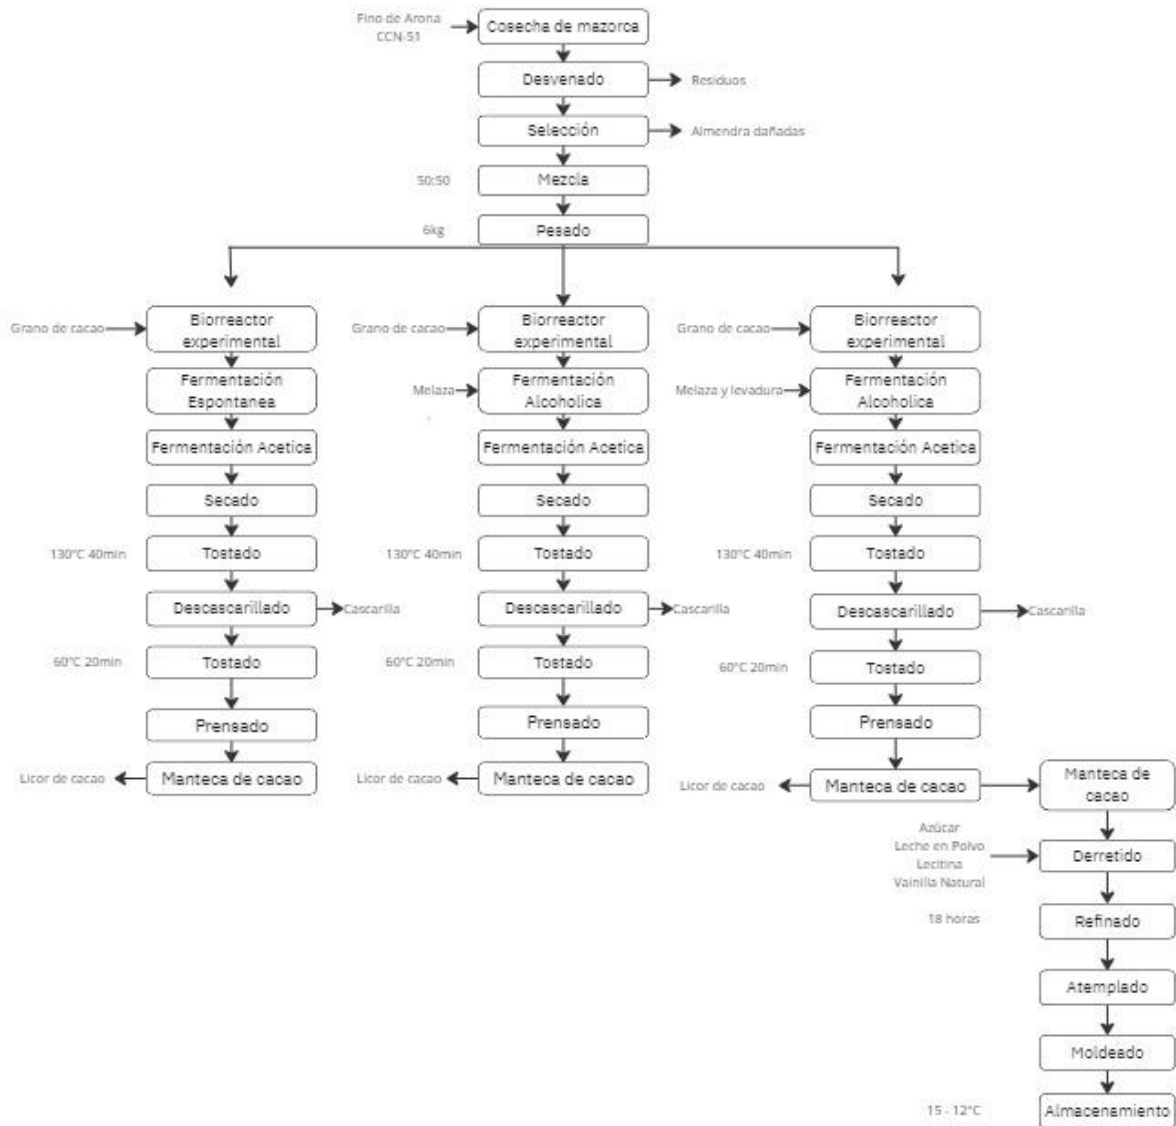 Fino de Arona
CCN-51
Cosecha de mazorca
Desvenado
Residuos
Selección
Almendra dañadas
50:50
Mezcla
6kg
Pesado
Grano de cacao
Biorreactor
experimental
Grano de cacao
Biorreactor
experimental
Grano de cacao
Biorreactor
experimental
Fermentación
Espontanea
Melaza
Fermentación
Alcoholica
Melaza y levadura
Fermentación
Alcoholica
Fermentación Acetica
Fermentación Acetica
Fermentación Acetica
Secado
Secado
Secado
130°C 40min
Tostado
130°C 40min
Tostado
130°C 40min
Tostado
Descascarillado
Cascarilla
Descascarillado
Cascarilla
Descascarillado
Cascarilla
60°C 20min
Tostado
60°C 20min
Tostado
60°C 20min
Tostado
Prensado
Prensado
Prensado
Licor de cacao
Manteca de cacao
Licor de cacao
Manteca de cacao
Licor de cacao
Manteca de cacao
Manteca de
cacao
Azúcar
Leche en Polvo
Lecitina
Vainilla Natural
Derretido
18 horas
Refinado
Atemplado
Moldeado
15 - 12°C
Almacenamiento